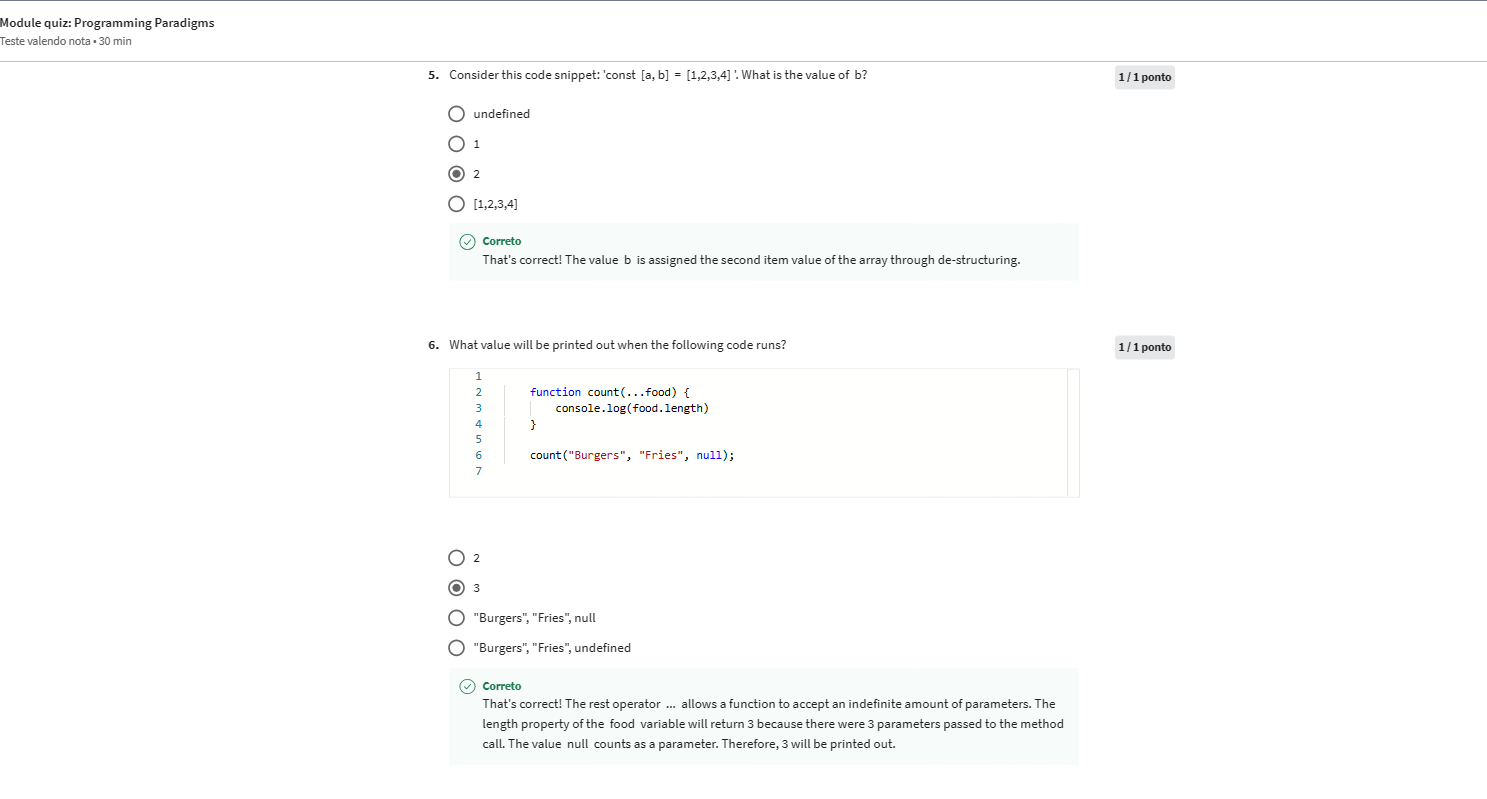 Module quiz: Programming Paradigms
Teste valendo nota • 30 min
5. Consider this code snippet: 'const [a, b] = [1,2,3,4] '. What is the value of b?
1 / 1 ponto
undefined
1
2
[1,2,3,4]
Correto
That's correct! The value b is assigned the second item value of the array through de-structuring.
6. What value will be printed out when the following code runs?
1 / 1 ponto
1
2 function count(...food) {
3 console.log(food.length)
4 }
5
6 count("Burgers", "Fries", null);
7
2
3
"Burgers", "Fries", null
"Burgers", "Fries", undefined
Correto
That's correct! The rest operator ... allows a function to accept an indefinite amount of parameters. The
length property of the food variable will return 3 because there were 3 parameters passed to the method
call. The value null counts as a parameter. Therefore, 3 will be printed out.